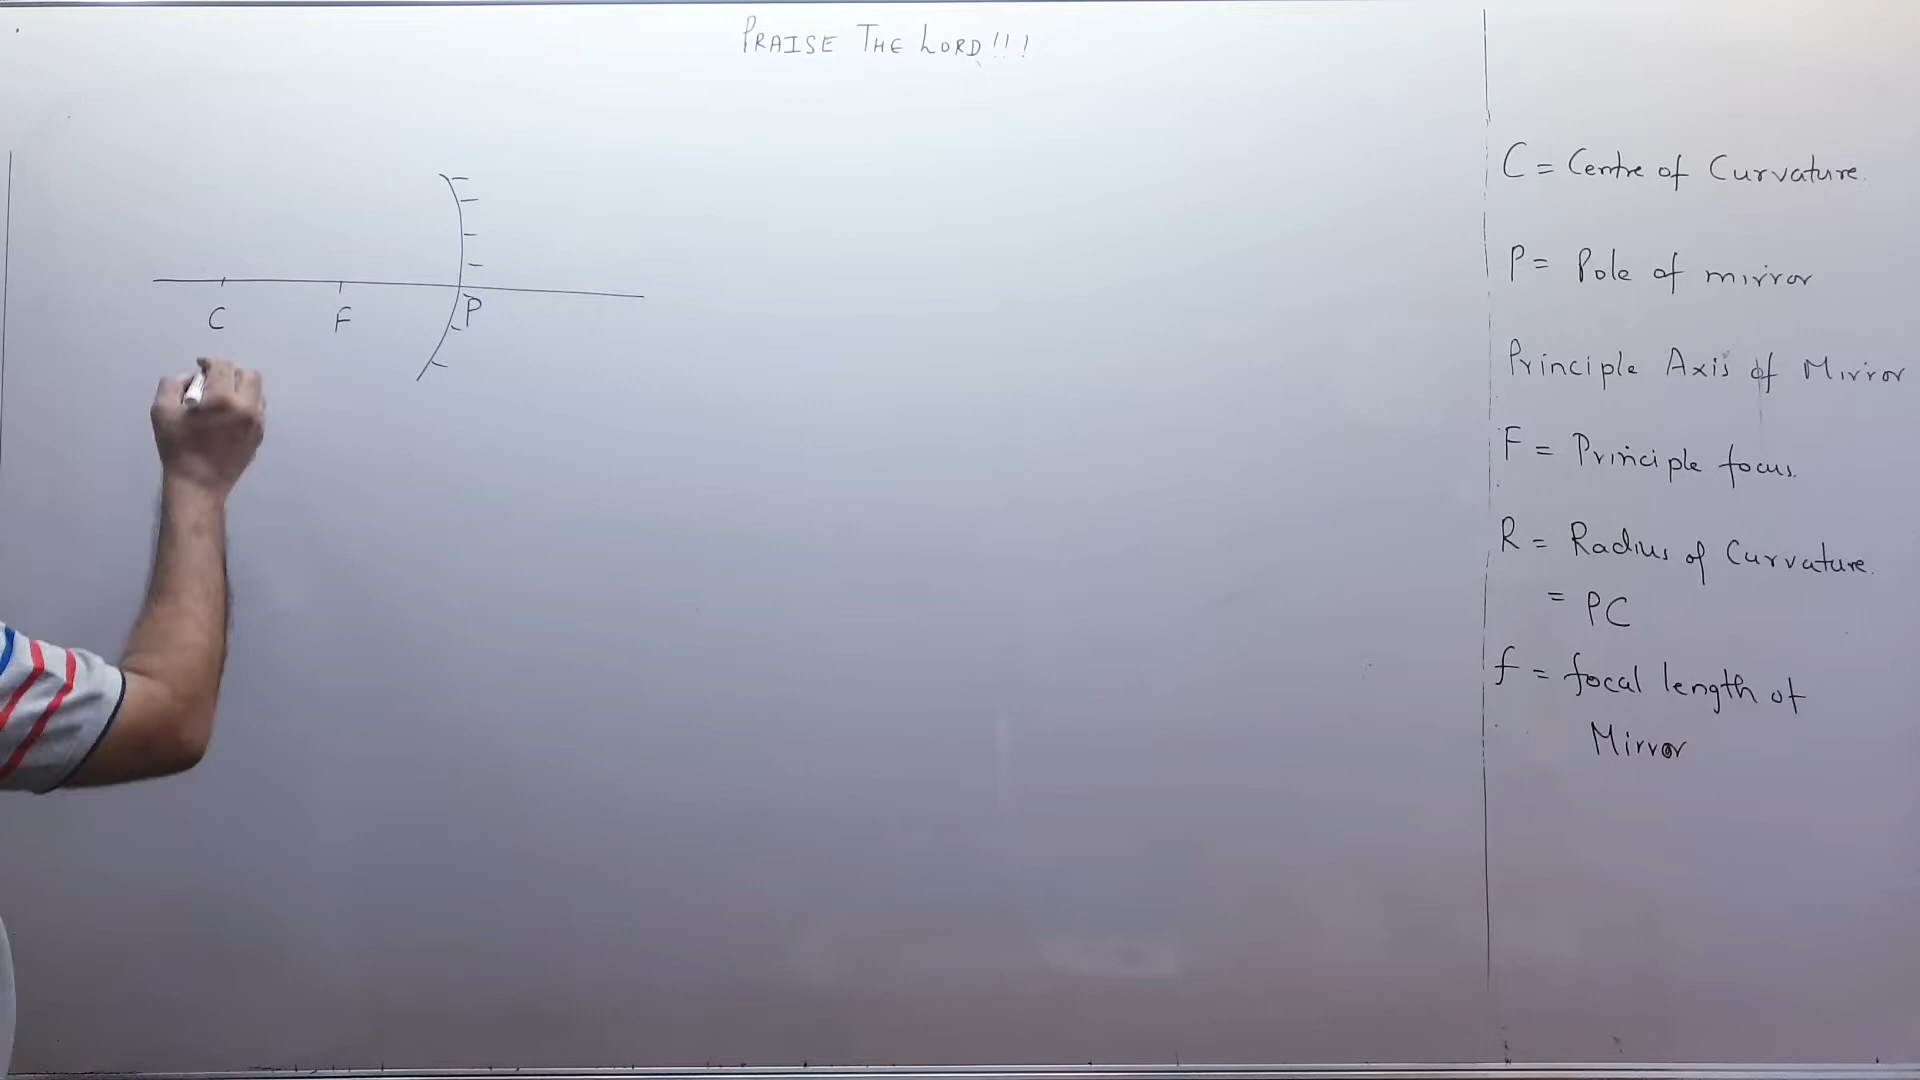 PRAISE THE LORD!!!
C = Centre of Curvature.
P = Pole of mirror
Principle Axis of Mirror
F = Principle focus.
R = Radius of Curvature.
= PC
f = focal length of
Mirror
C F P